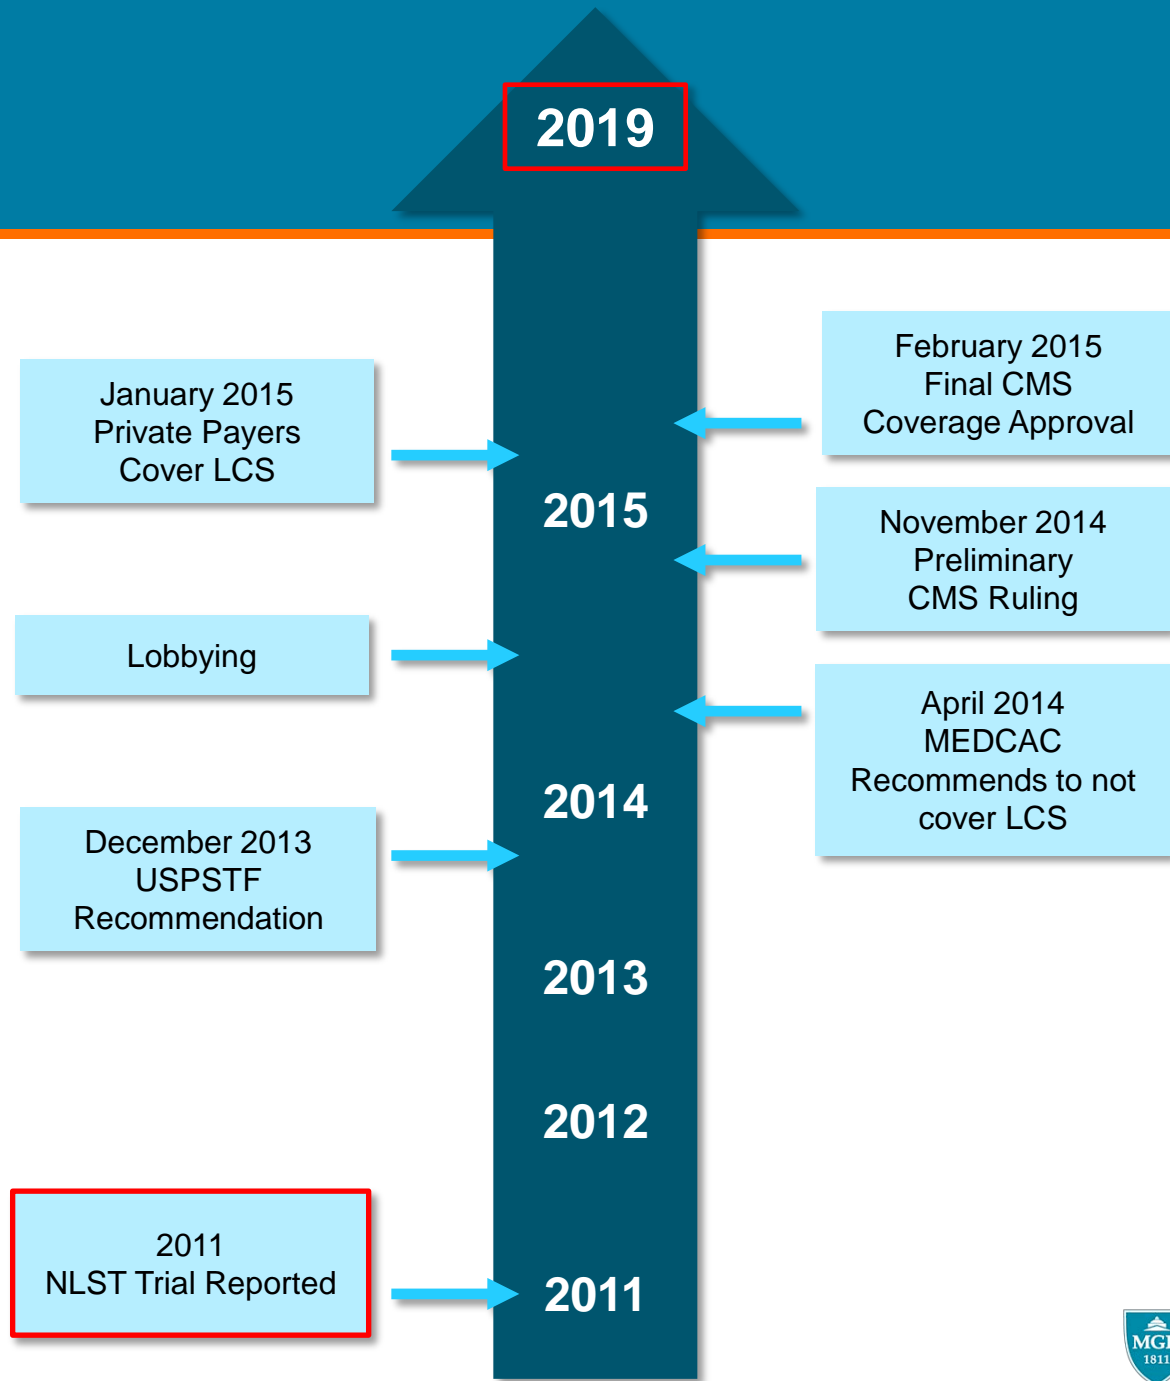 2019
January 2015
Private Payers
Cover LCS
February 2015
Final CMS
Coverage Approval
2015
November 2014
Preliminary
CMS Ruling
Lobbying
April 2014
MEDCAC
Recommends to not
cover LCS
2014
December 2013
USPSTF
Recommendation
2013
2012
2011
NLST Trial Reported
2011
1811